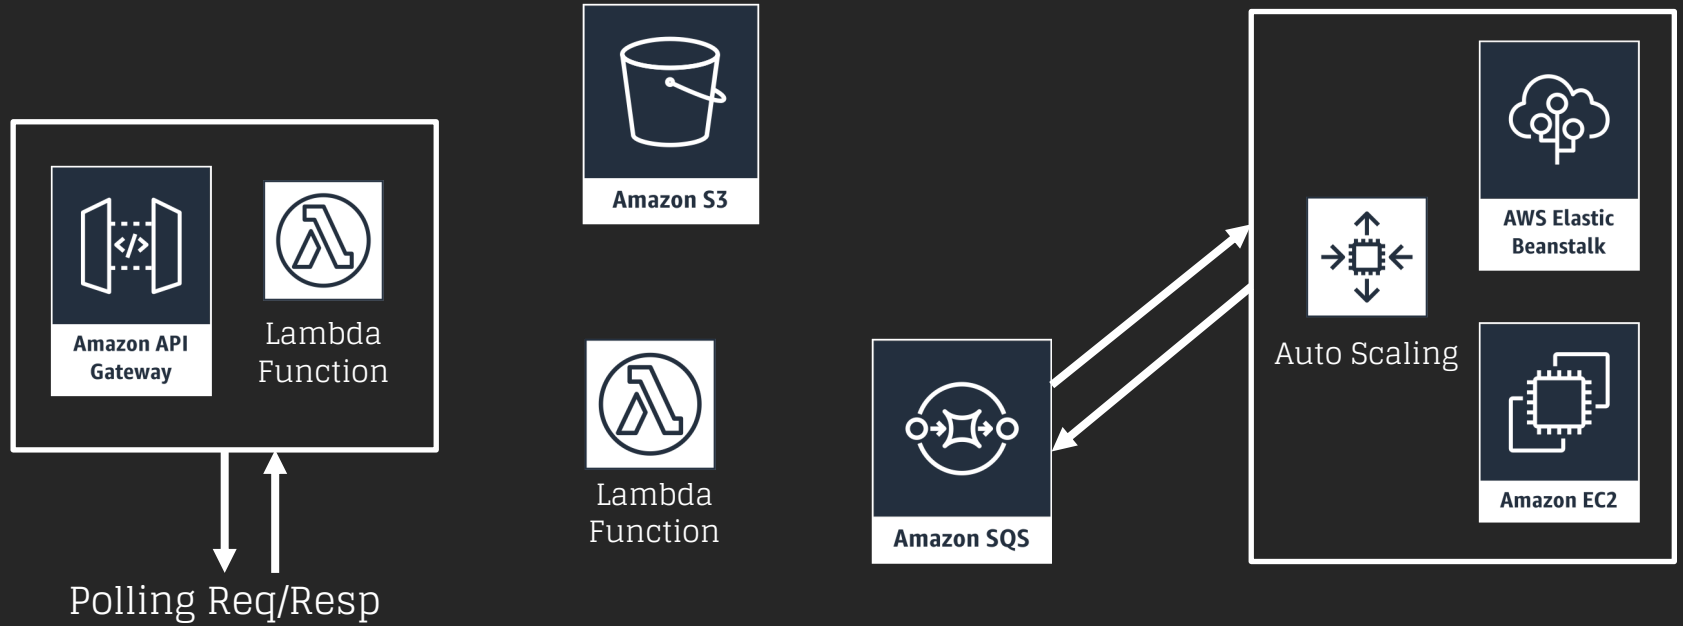 Amazon S3
AWS Elastic
Beanstalk
</>
Amazon API
Gateway
Lambda
Function
Auto Scaling
Lambda
Function
Amazon SQS
Amazon EC2
Polling Req/Resp